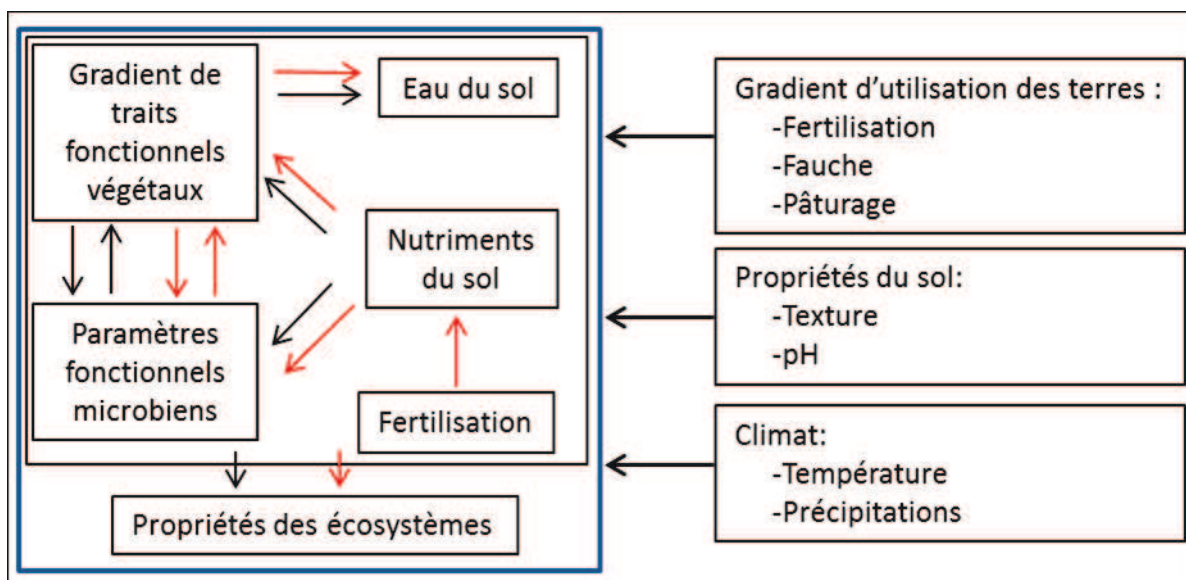 Gradient de
traits
fonctionnels
végétaux
Eau du sol
Nutriments
du sol
Paramètres
fonctionnels
microbiens
Fertilisation
Propriétés des écosystèmes
Gradient d'utilisation des terres :
-Fertilisation
-Fauche
-Pâturage
Propriétés du sol:
-Texture
-pH
Climat:
-Température
-Précipitations